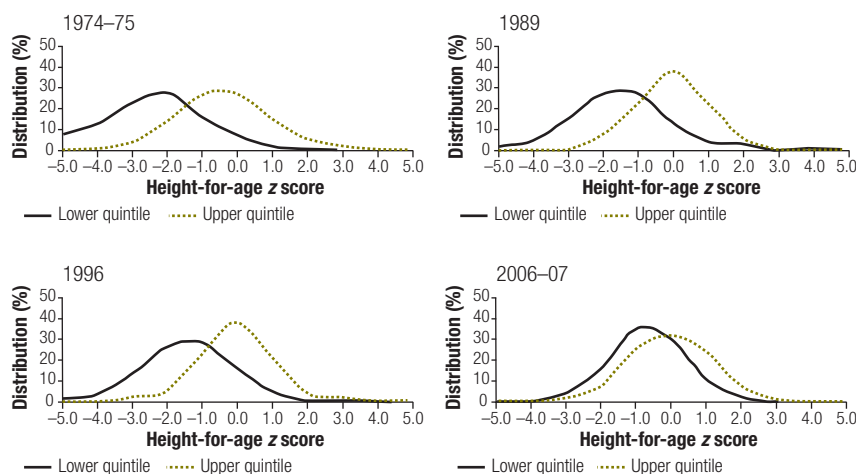 1974–75
Distribution (%)
50
40
30
20
10
0
–5.0 –4.0 –3.0 –2.0 –1.0 0.0 1.0 2.0 3.0 4.0 5.0
Height-for-age z score
Lower quintile Upper quintile
1989
Distribution (%)
50
40
30
20
10
0
–5.0 –4.0 –3.0 –2.0 –1.0 0.0 1.0 2.0 3.0 4.0 5.0
Height-for-age z score
Lower quintile Upper quintile
1996
Distribution (%)
50
40
30
20
10
0
–5.0 –4.0 –3.0 –2.0 –1.0 0.0 1.0 2.0 3.0 4.0 5.0
Height-for-age z score
Lower quintile Upper quintile
2006–07
Distribution (%)
50
40
30
20
10
0
–5.0 –4.0 –3.0 –2.0 –1.0 0.0 1.0 2.0 3.0 4.0 5.0
Height-for-age z score
Lower quintile Upper quintile